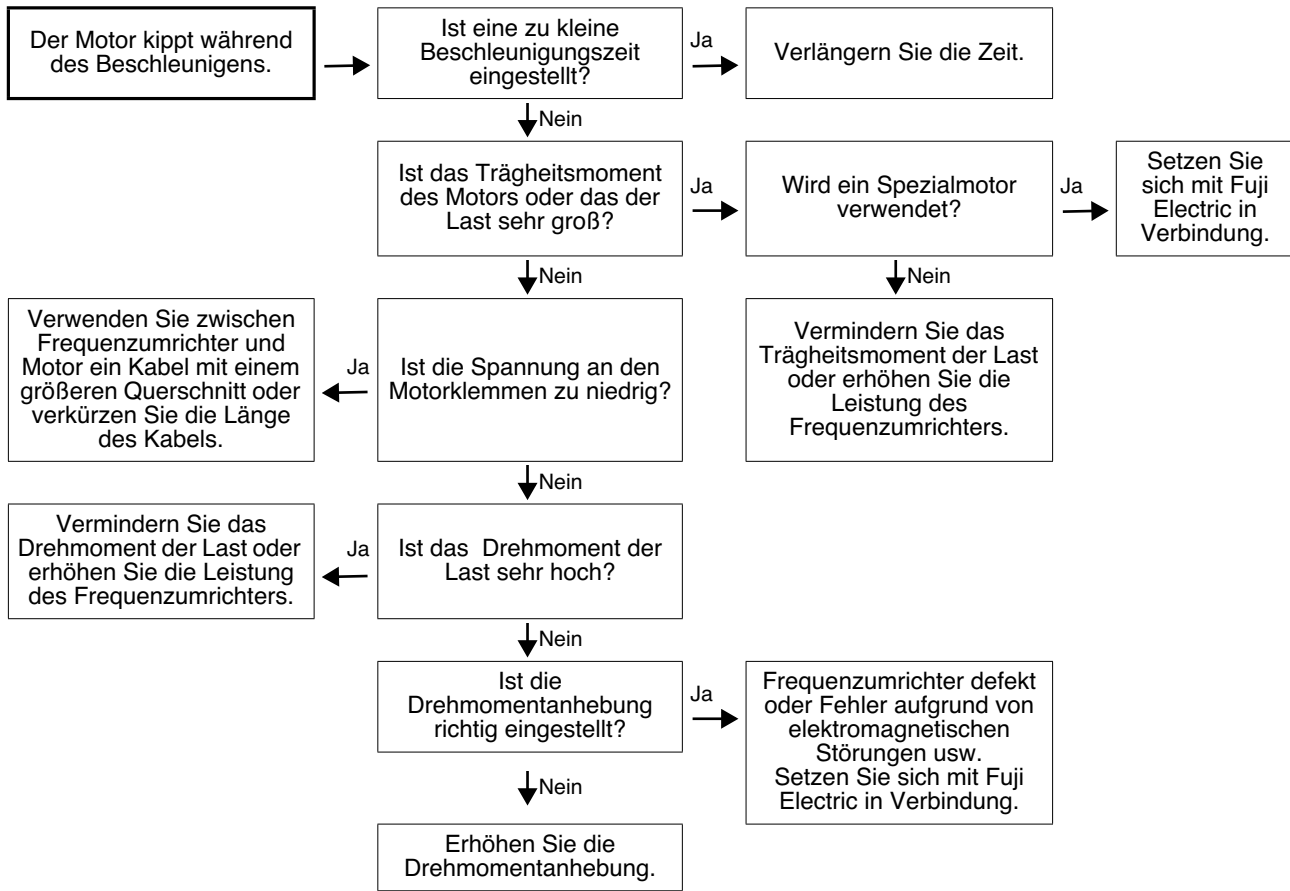 Der Motor kippt während
des Beschleunigens.
Ist eine zu kleine
Beschleunigungszeit
eingestellt?
Ja
Verlängern Sie die Zeit.
Nein
Ist das Trägheitsmoment
des Motors oder das der
Last sehr groß?
Ja
Wird ein Spezialmotor
verwendet?
Ja
Setzen Sie
sich mit Fuji
Electric in
Verbindung.
Nein
Nein
Verwenden Sie zwischen
Frequenzumrichter und
Motor ein Kabel mit einem
größeren Querschnitt oder
verkürzen Sie die Länge
des Kabels.
Ja
Ist die Spannung an den
Motorklemmen zu niedrig?
Vermindern Sie das
Trägheitsmoment der Last
oder erhöhen Sie die
Leistung des
Frequenzumrichters.
Nein
Vermindern Sie das
Drehmoment der Last oder
erhöhen Sie die Leistung
des Frequenzumrichters.
Ja
Ist das  Drehmoment der
Last sehr hoch?
Nein
Ist die
Drehmomentanhebung
richtig eingestellt?
Ja
Frequenzumrichter defekt
oder Fehler aufgrund von
elektromagnetischen
Störungen usw.
Setzen Sie sich mit Fuji
Electric in Verbindung.
Nein
Erhöhen Sie die
Drehmomentanhebung.